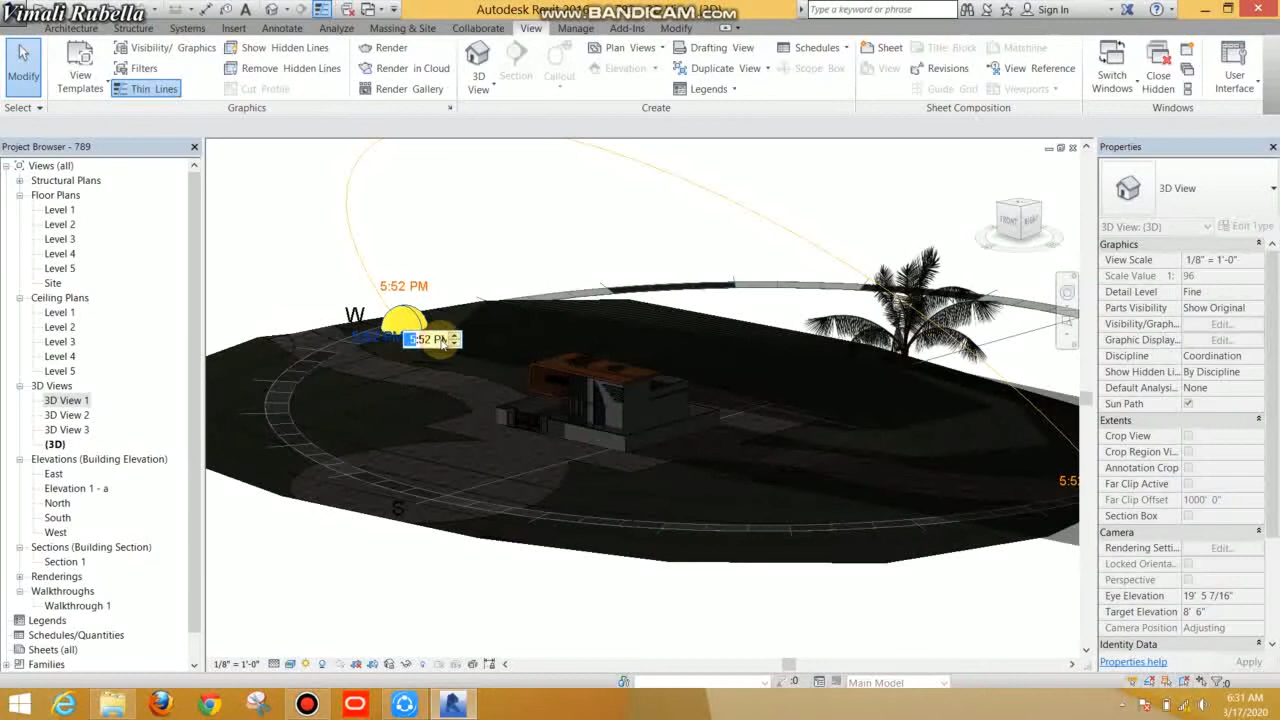 Vimali Rubella
Autodesk Revit
www.BANDICAM.com
Type a keyword or phrase
Sign In
Architecture Structure Systems Insert Annotate Analyze Massing & Site Collaborate View Manage Add-Ins Modify
Modify
View Templates
Visibility/ Graphics
Filters
Thin Lines
Show Hidden Lines
Remove Hidden Lines
Cut Profile
Render
Render in Cloud
Render Gallery
3D View
Section
Callout
Plan Views
Elevation
Drafting View
Duplicate View
Legends
Schedules
Scope Box
Sheet
View
Title Block
Revisions
Guide Grid
Matchline
View Reference
Viewports
Switch Windows
Close Hidden
User Interface
Select
Graphics
Create
Sheet Composition
Windows
Project Browser - 789
Views (all)
Structural Plans
Floor Plans
Level 1
Level 2
Level 3
Level 4
Level 5
Site
Ceiling Plans
Level 1
Level 2
Level 3
Level 4
Level 5
3D Views
3D View 1
3D View 2
3D View 3
(3D)
Elevations (Building Elevation)
East
Elevation 1 - a
North
South
West
Sections (Building Section)
Section 1
Renderings
Walkthroughs
Walkthrough 1
Legends
Schedules/Quantities
Sheets (all)
Families
5:52 PM
W
5:52 PM
S
5:52
FRONT
RIGHT
1/8" = 1'-0"
:0
Main Model
:0
Properties
3D View
3D View: (3D)
Edit Type
Graphics
View Scale 1/8" = 1'-0"
Scale Value 1: 96
Detail Level Fine
Parts Visibility Show Original
Visibility/Graph... Edit...
Discipline Coordination
Show Hidden L... By Discipline
Default Analysi... None
Sun Path
Extents
Crop View
Crop Region Vi...
Annotation Crop
Far Clip Active
Far Clip Offset 1000' 0"
Section Box
Camera
Rendering Setti... Edit...
Locked Orienta...
Perspective
Eye Elevation 19' 5 7/16"
Target Elevation 8' 6"
Camera Position Adjusting
Identity Data
Properties help
Apply
6:31 AM
3/17/2020